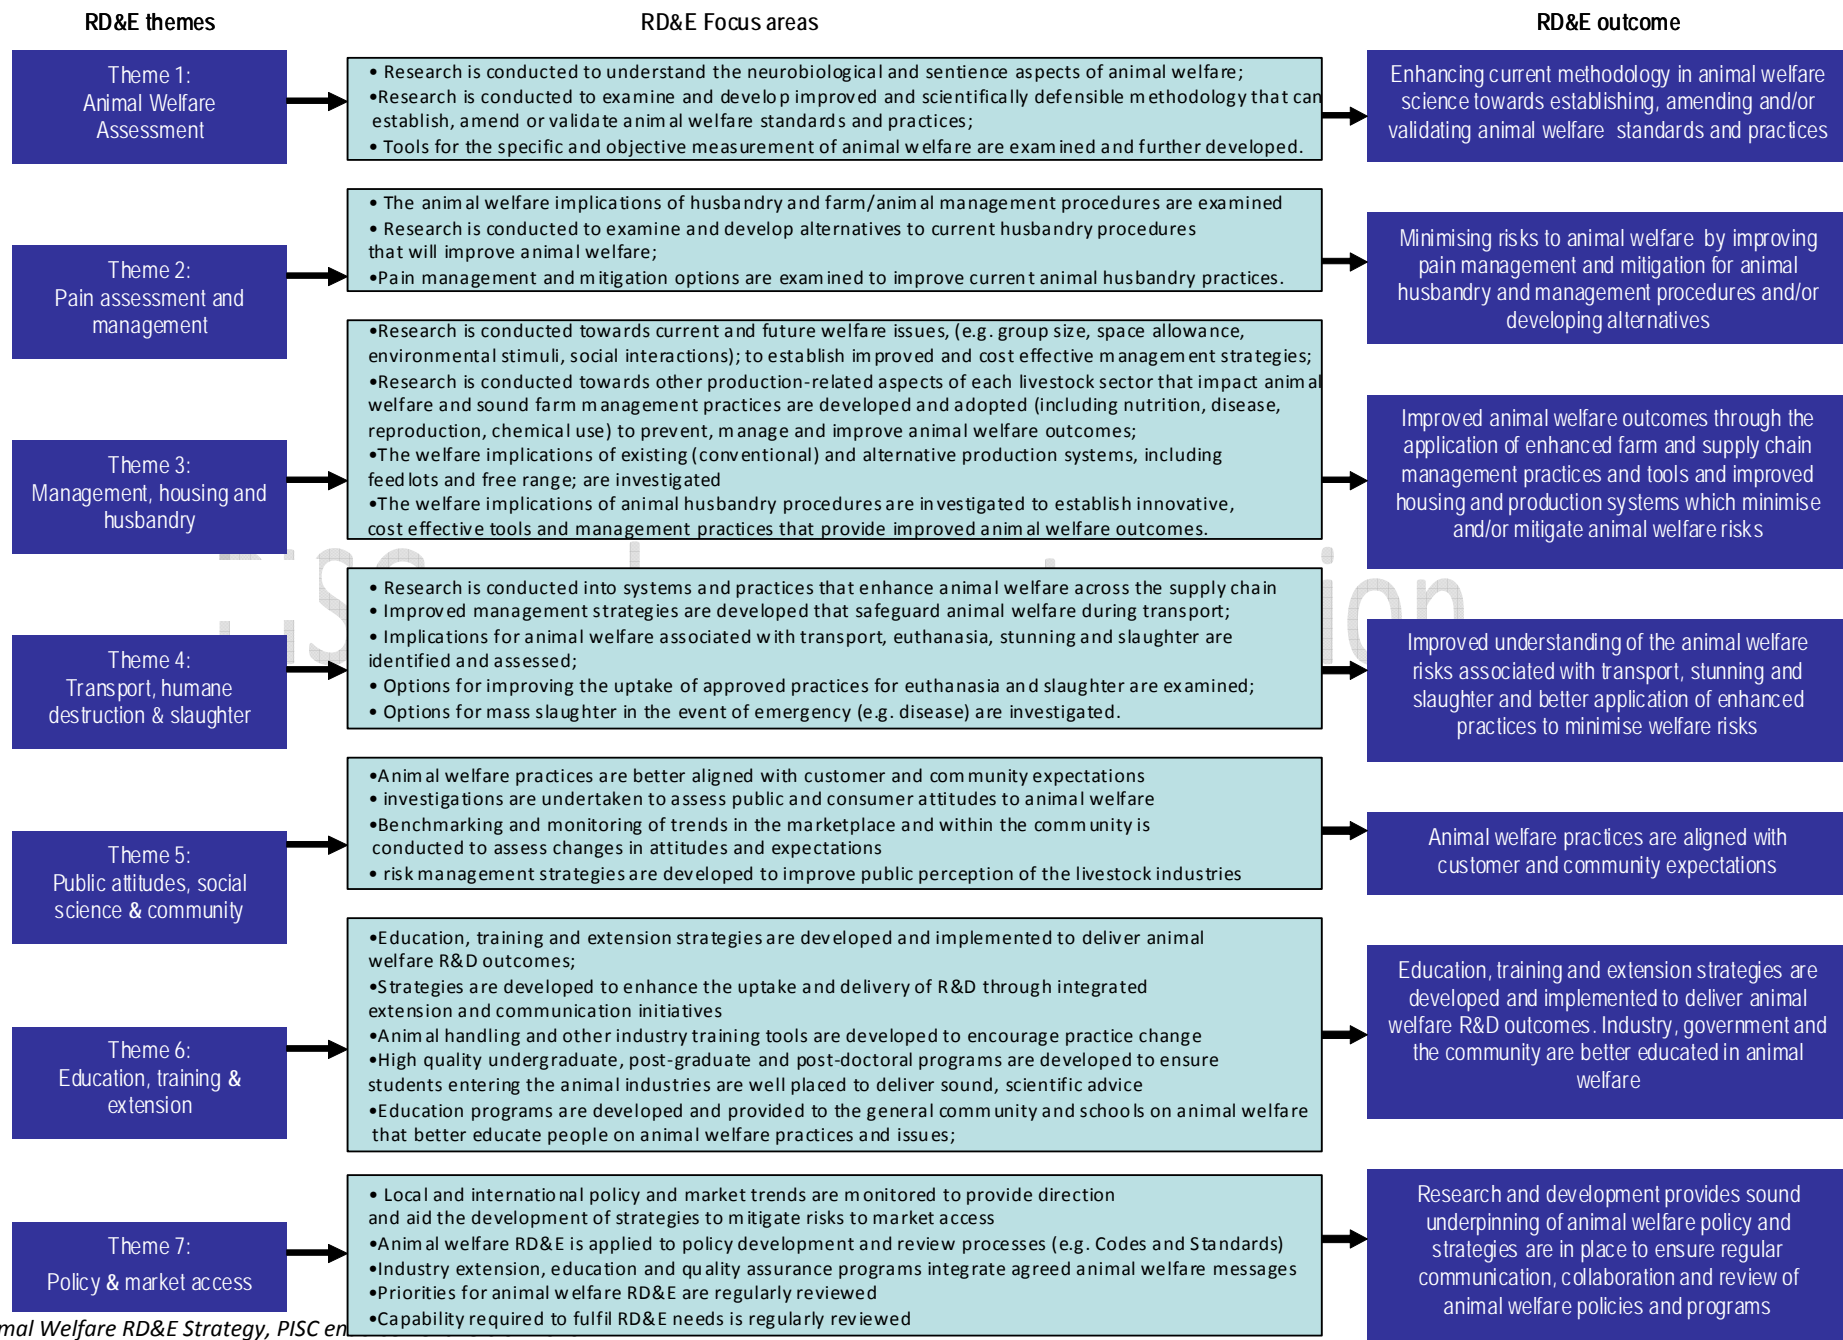 RD&E themes
RD&E Focus areas
RD&E outcome
Theme 1:
Animal Welfare
Assessment
• Research is conducted to understand the neurobiological and sentience aspects of animal welfare;
•Research is conducted to examine and develop improved and scientifically defensible methodology that can
establish, amend or validate animal welfare standards and practices;
• Tools for the specific and objective measurement of animal welfare are examined and further developed.
Enhancing current methodology in animal welfare
science towards establishing, amending and/or
validating animal welfare standards and practices
Theme 2:
Pain assessment and
management
• The animal welfare implications of husbandry and farm/animal management procedures are examined
• Research is conducted to examine and develop alternatives to current husbandry procedures
that will improve animal welfare;
•Pain management and mitigation options are examined to improve current animal husbandry practices.
Minimising risks to animal welfare by improving
pain management and mitigation for animal
husbandry and management procedures and/or
developing alternatives
Theme 3:
Management, housing and
husbandry
•Research is conducted towards current and future welfare issues, (e.g. group size, space allowance,
environmental stimuli, social interactions); to establish improved and cost effective management strategies;
•Research is conducted towards other production-related aspects of each livestock sector that impact animal
welfare and sound farm management practices are developed and adopted (including nutrition, disease,
reproduction, chemical use) to prevent, manage and improve animal welfare outcomes;
•The welfare implications of existing (conventional) and alternative production systems, including
feedlots and free range; are investigated
•The welfare implications of animal husbandry procedures are investigated to establish innovative,
cost effective tools and management practices that provide improved animal welfare outcomes.
Improved animal welfare outcomes through the
application of enhanced farm and supply chain
management practices and tools and improved
housing and production systems which minimise
and/or mitigate animal welfare risks
Theme 4:
Transport, humane
destruction & slaughter
• Research is conducted into systems and practices that enhance animal welfare across the supply chain
• Improved management strategies are developed that safeguard animal welfare during transport;
• Implications for animal welfare associated with transport, euthanasia, stunning and slaughter are
identified and assessed;
• Options for improving the uptake of approved practices for euthanasia and slaughter are examined;
• Options for mass slaughter in the event of emergency (e.g. disease) are investigated.
Improved understanding of the animal welfare
risks associated with transport, stunning and
slaughter and better application of enhanced
practices to minimise welfare risks
Theme 5:
Public attitudes, social
science & community
•Animal welfare practices are better aligned with customer and community expectations
• investigations are undertaken to assess public and consumer attitudes to animal welfare
•Benchmarking and monitoring of trends in the marketplace and within the community is
conducted to assess changes in attitudes and expectations
• risk management strategies are developed to improve public perception of the livestock industries
Animal welfare practices are aligned with
customer and community expectations
Theme 6:
Education, training &
extension
•Education, training and extension strategies are developed and implemented to deliver animal
welfare R&D outcomes;
•Strategies are developed to enhance the uptake and delivery of R&D through integrated
extension and communication initiatives
•Animal handling and other industry training tools are developed to encourage practice change
•High quality undergraduate, post-graduate and post-doctoral programs are developed to ensure
students entering the animal industries are well placed to deliver sound, scientific advice
•Education programs are developed and provided to the general community and schools on animal welfare
that better educate people on animal welfare practices and issues;
Education, training and extension strategies are
developed and implemented to deliver animal
welfare R&D outcomes. Industry, government and
the community are better educated in animal
welfare
Theme 7:
Policy & market access
• Local and international policy and market trends are monitored to provide direction
and aid the development of strategies to mitigate risks to market access
•Animal welfare RD&E is applied to policy development and review processes (e.g. Codes and Standards)
•Industry extension, education and quality assurance programs integrate agreed animal welfare messages
•Priorities for animal welfare RD&E are regularly reviewed
•Capability required to fulfil RD&E needs is regularly reviewed
Research and development provides sound
underpinning of animal welfare policy and
strategies are in place to ensure regular
communication, collaboration and review of
animal welfare policies and programs
Welfare RD&E Strategy, PISC